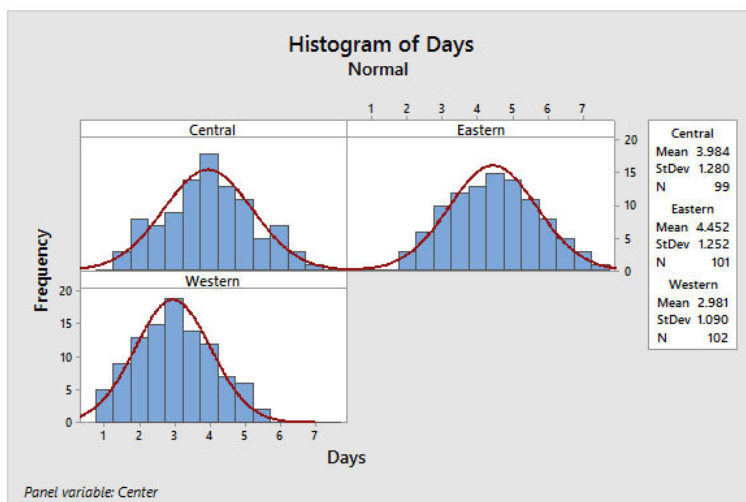 Histogram of Days
Normal
1 2 3 4 5 6 7
Central Eastern
20
15
10
5
0
Western
20
15
10
5
0
1 2 3 4 5 6 7
Frequency
Days
Central
Mean 3.984
StDev 1.280
N 99
Eastern
Mean 4.452
StDev 1.252
N 101
Western
Mean 2.981
StDev 1.090
N 102
Panel variable: Center